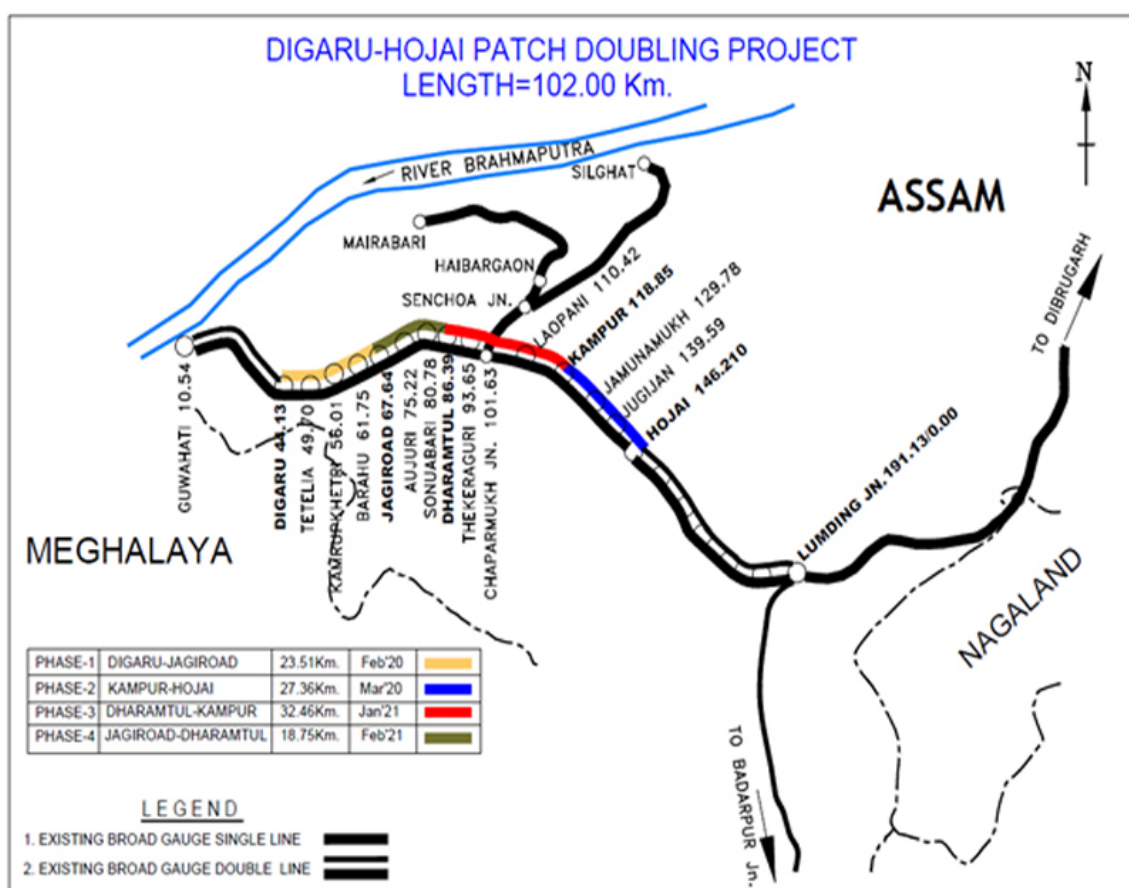 DIGARU-HOJAI PATCH DOUBLING PROJECT
LENGTH=102.00 Km.
N
RIVER BRAHMAPUTRA
SILGHAT
ASSAM
MAIRABARI
HAIBARGAON
SENCHOA JN.
TO DIBRUGARH
GUWAHATI 10.54
DIGARU 44.13
TETELIA 49.70
KAMRUPKHETRI 56.01
BARAHU 61.75
JAGIROAD 67.64
AUJURI 75.22
SONUABARI 80.78
DHARAMTUL 86.39
THEKERAGURI 93.65
CHAPARMUKH JN. 101.63
LAOPANI 110.42
KAMPUR 118.85
JAMUNAMUKH 129.78
JUGIJAN 139.59
HOJAI 146.210
LUMDING JN.191.13/0.00
MEGHALAYA
NAGALAND
TO BADARPUR Jn.
PHASE-1 DIGARU-JAGIROAD 23.51Km. Feb'20
PHASE-2 KAMPUR-HOJAI 27.36Km. Mar'20
PHASE-3 DHARAMTUL-KAMPUR 32.46Km. Jan'21
PHASE-4 JAGIROAD-DHARAMTUL 18.75Km. Feb'21
LEGEND
1. EXISTING BROAD GAUGE SINGLE LINE
2. EXISTING BROAD GAUGE DOUBLE LINE